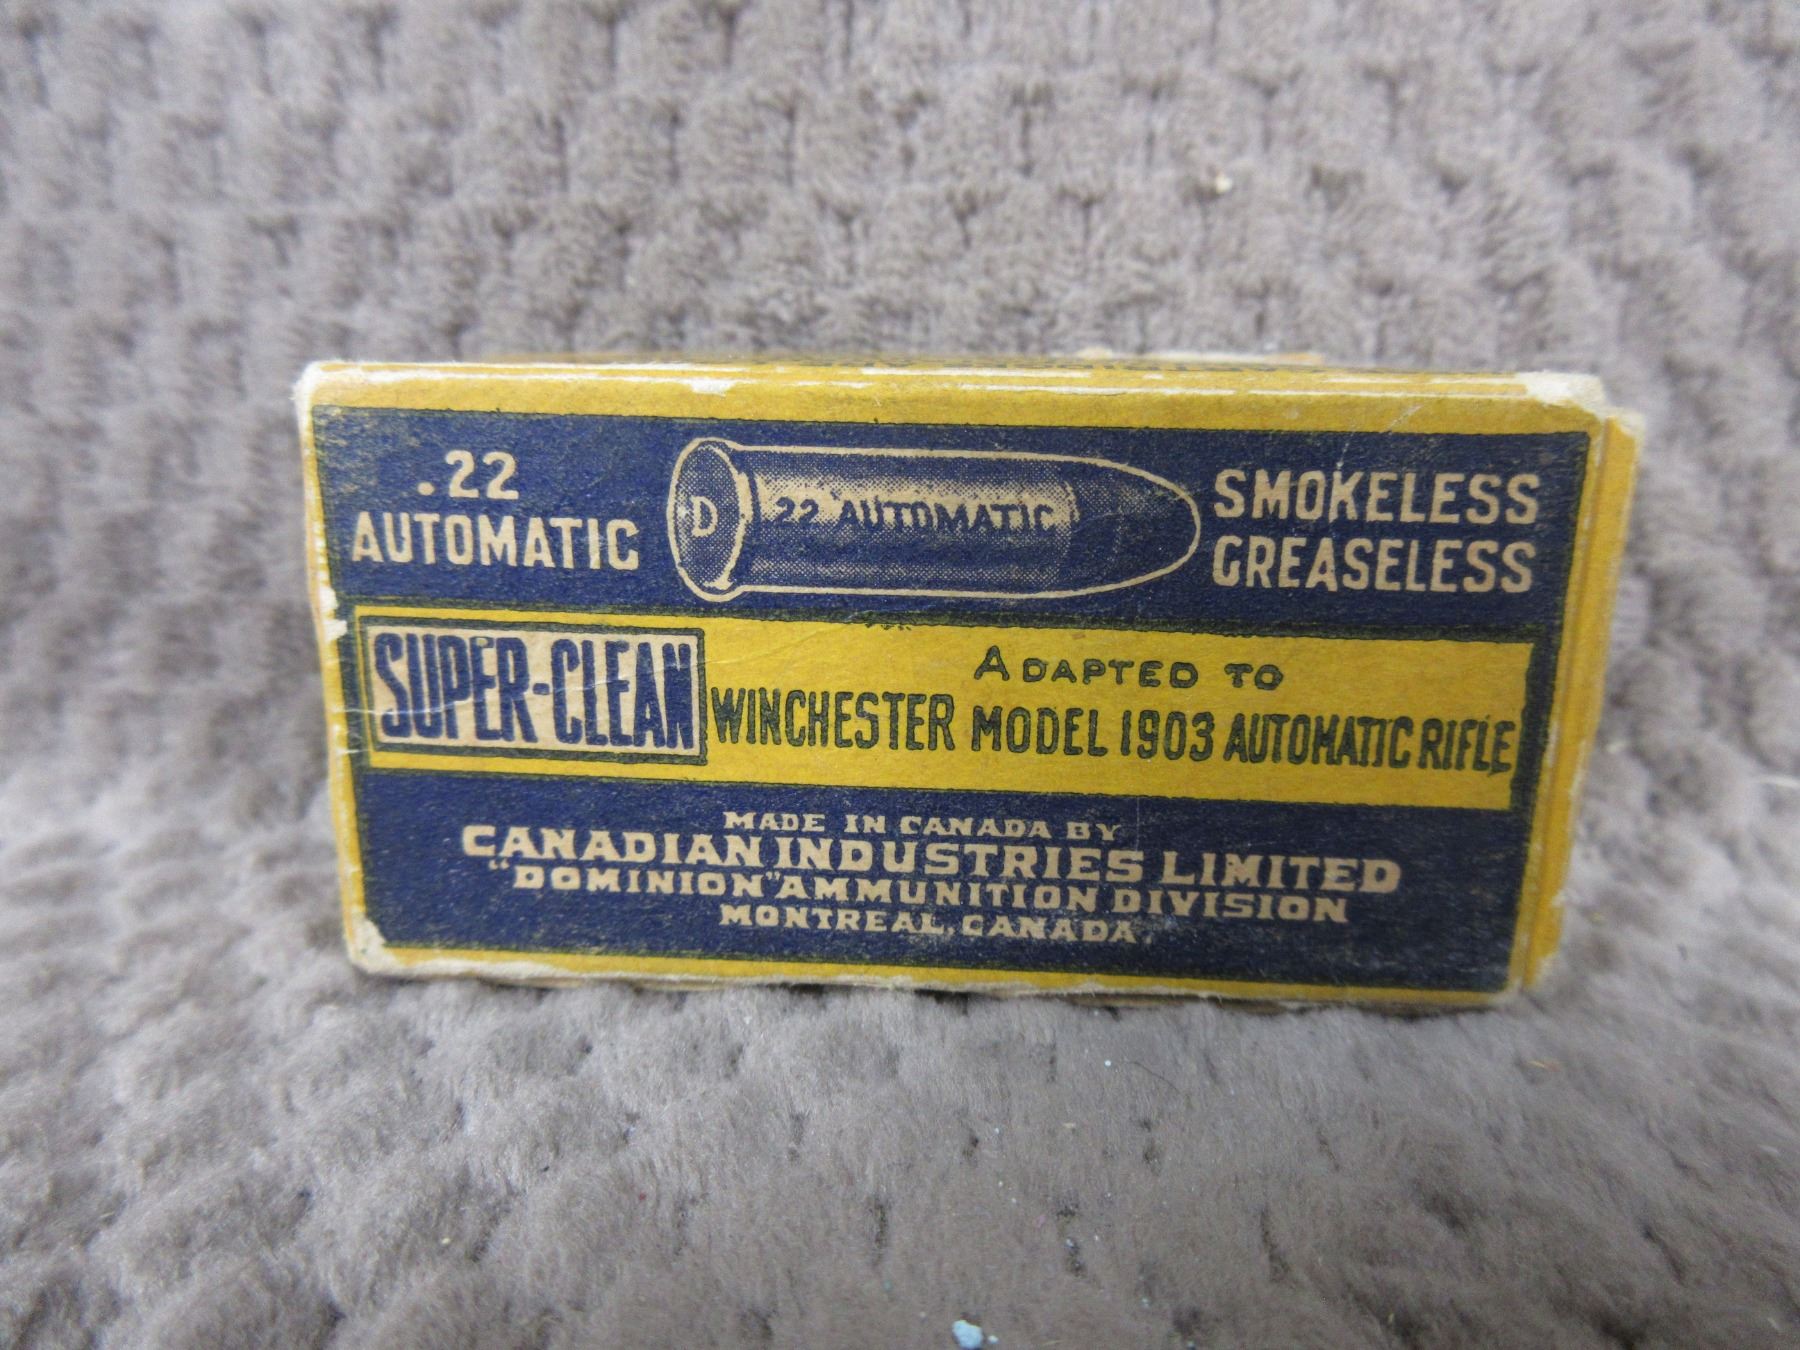 .22
AUTOMATIC
D
22 AUTOMATIC
SMOKELESS
GREASELESS
SUPER-CLEAN
ADAPTED TO
WINCHESTER MODEL 1903 AUTOMATIC RIFLE
MADE IN CANADA BY
CANADIAN INDUSTRIES LIMITED
"DOMINION" AMMUNITION DIVISION
MONTREAL, CANADA.